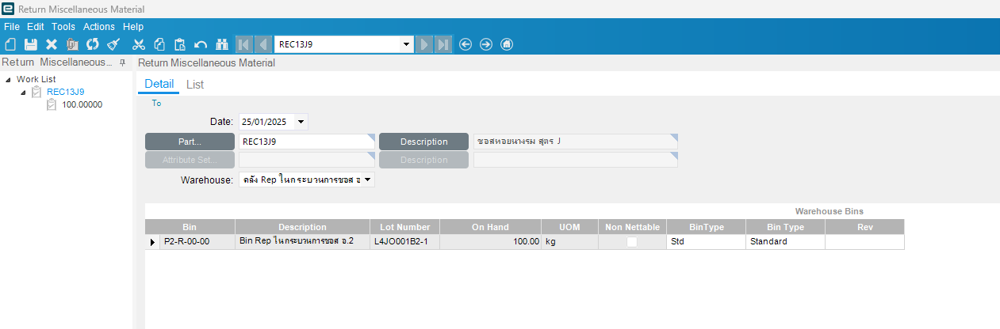 Return Miscellaneous Material
File Edit Tools Actions Help
REC13J9
Return Miscellaneous...
Work List
REC13J9
100.00000
Return Miscellaneous Material
Detail List
To
Date: 25/01/2025
Part... REC13J9 Description ซอสหอยนางรม สูตร J
Attribute Set... Description
Warehouse: คลัง Rep ในกระบวนการซอส อ
Warehouse Bins
Bin Description Lot Number On Hand UOM Non Nettable BinType Bin Type Rev
P2-R-00-00 Bin Rep ในกระบวนการซอส อ.2 L4JO001B2-1 100.00 kg Std Standard